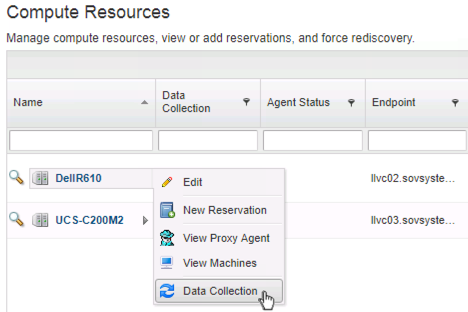 Compute Resources
Manage compute resources, view or add reservations, and force rediscovery.
Name
Data Collection
Agent Status
Endpoint
DellR610
llvc02.sovsyste...
Edit
New Reservation
UCS-C200M2
llvc03.sovsyste...
View Proxy Agent
View Machines
Data Collection